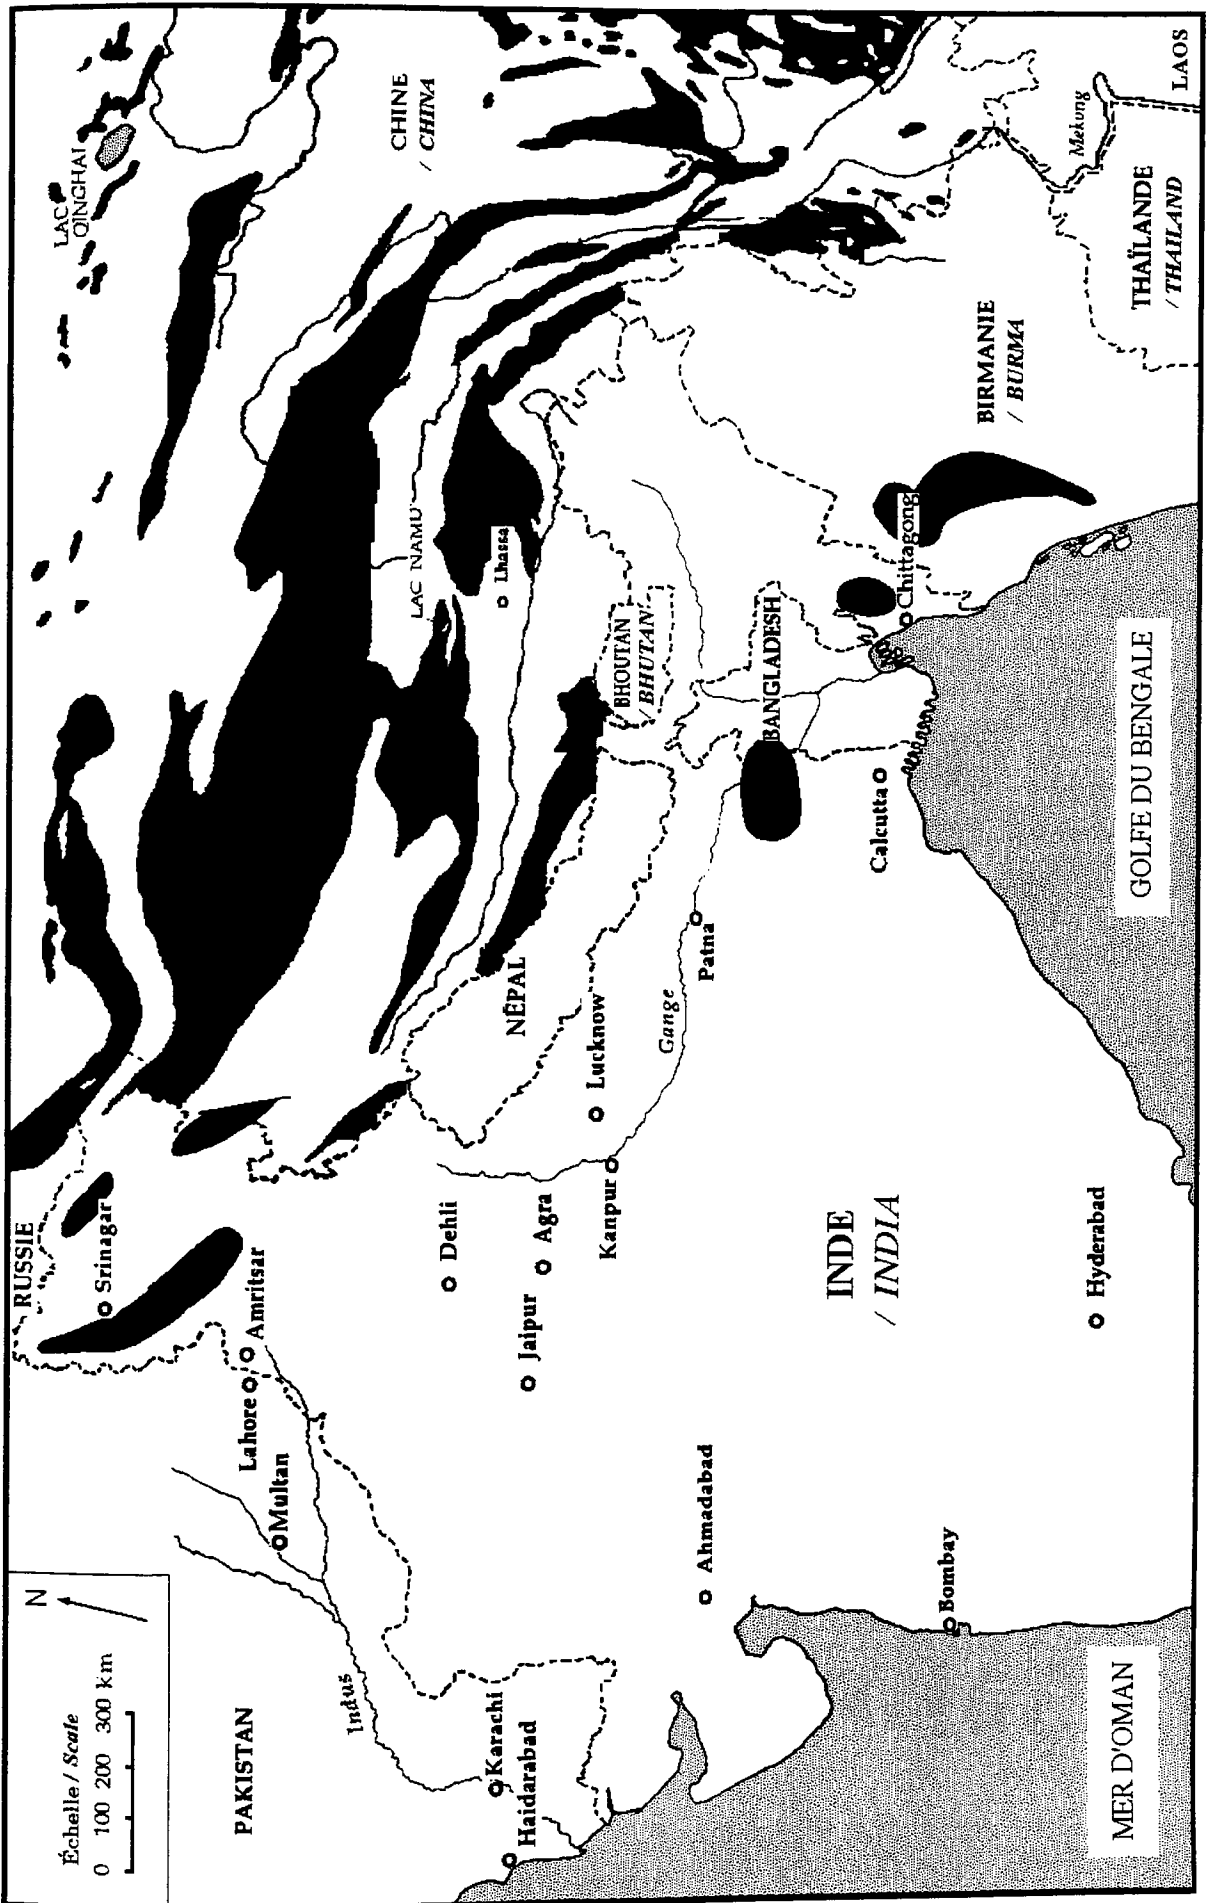 Échelle / Scale
0 100 200 300 km
N
PAKISTAN
Indus
Karachi
Haidarabad
MER D'OMAN
Multan
Lahore
Amritsar
RUSSIE
Srinagar
Dehli
Agra
Jaipur
Kanpur
Lucknow
Ahmadabad
Bombay
INDE
/ INDIA
Hyderabad
NÉPAL
Gange
Patna
Calcutta
GOLFE DU BENGALE
BANGLADESH
BHOUTAN
/ BHUTAN
Chittagong
Lhassa
LAC NAMU
LAC
QINGHAI
CHINE
/ CHINA
BIRMANIE
/ BURMA
THAÏLANDE
/ THAILAND
Mekong
LAOS